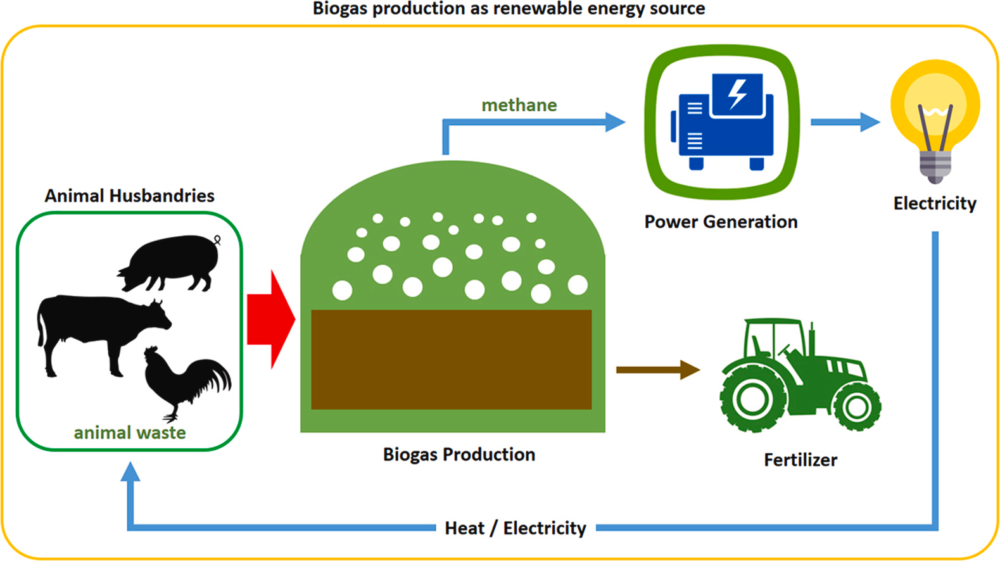 Biogas production as renewable energy source
methane
Animal Husbandries
Power Generation
Electricity
animal waste
Biogas Production
Fertilizer
Heat / Electricity